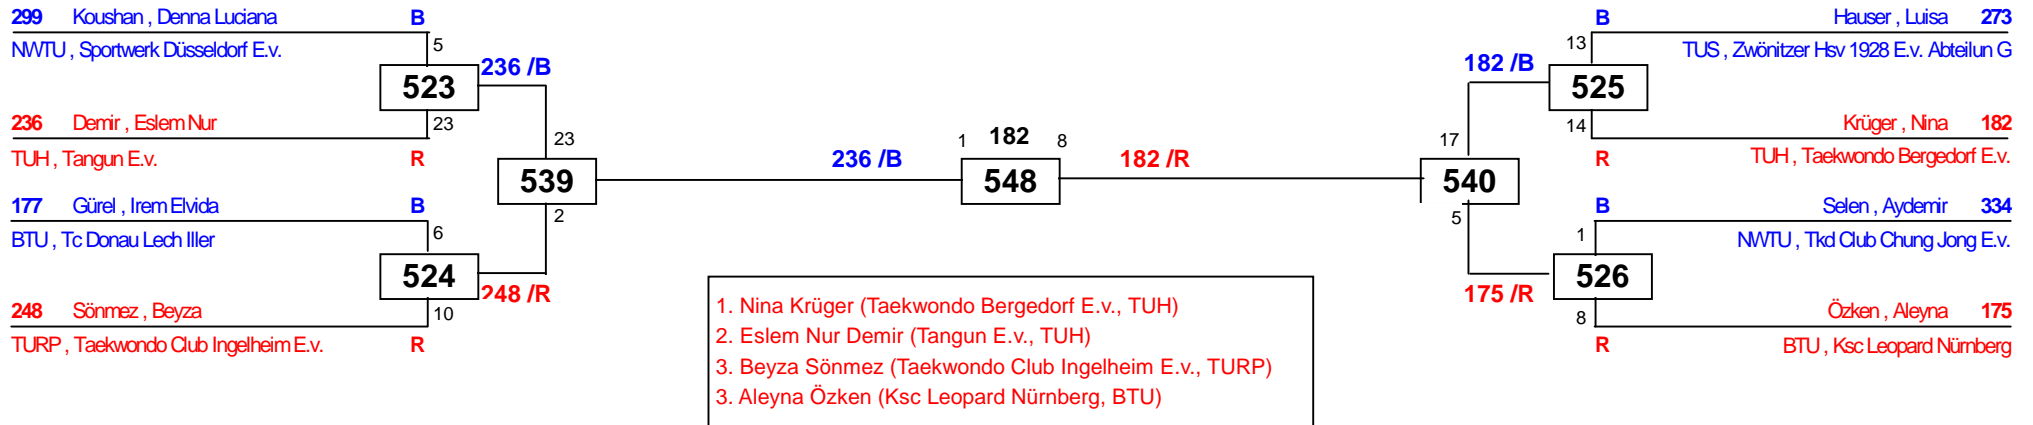 299 Koushan , Denna Luciana B
5
NWTU , Sportwerk Düsseldorf E.v.
523
236 /B
236 Demir , Eslem Nur
23
TUH , Tangun E.v. R
23
539
2
177 Gürel , Irem Elvida B
BTU , Tc Donau Lech Iller
6
524
248 /R
248 Sönmez , Beyza
10
TURP , Taekwondo Club Ingelheim E.v. R
236 /B
1 182 8
548
182 /R
B Hauser , Luisa 273
13
TUS , Zwönitzer Hsv 1928 E.v. Abteilun G
182 /B
525
14
Krüger , Nina 182
R TUH , Taekwondo Bergedorf E.v.
17
540
5
B Selen , Aydemir 334
1
NWTU , Tkd Club Chung Jong E.v.
526
175 /R
8
Özken , Aleyna 175
R BTU , Ksc Leopard Nürnberg
1. Nina Krüger (Taekwondo Bergedorf E.v., TUH)
2. Eslem Nur Demir (Tangun E.v., TUH)
3. Beyza Sönmez (Taekwondo Club Ingelheim E.v., TURP)
3. Aleyna Özken (Ksc Leopard Nürnberg, BTU)